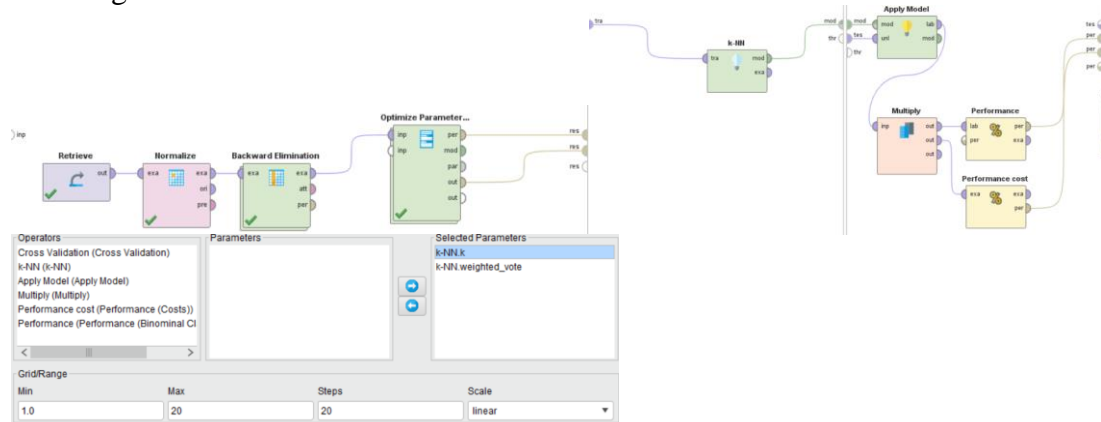 tra
k-NN
tra
mod
exa
mod
thr
mod
tes
thr
Apply Model
mod
lab
unl
mod
Multiply
inp
out
out
out
Performance
lab
per
per
exa
Performance cost
exa
exa
per
tes
per
per
per
inp
Retrieve
out
Normalize
exa
exa
ori
pre
Backward Elimination
exa
exa
att
per
Optimize Parameter...
inp
per
inp
mod
par
out
out
res
res
res
Operators
Cross Validation (Cross Validation)
k-NN (k-NN)
Apply Model (Apply Model)
Multiply (Multiply)
Performance cost (Performance (Costs))
Performance (Performance (Binominal Cl
Parameters
Selected Parameters
k-NN.k
k-NN.weighted_vote
Grid/Range
Min
Max
Steps
Scale
1.0
20
20
linear